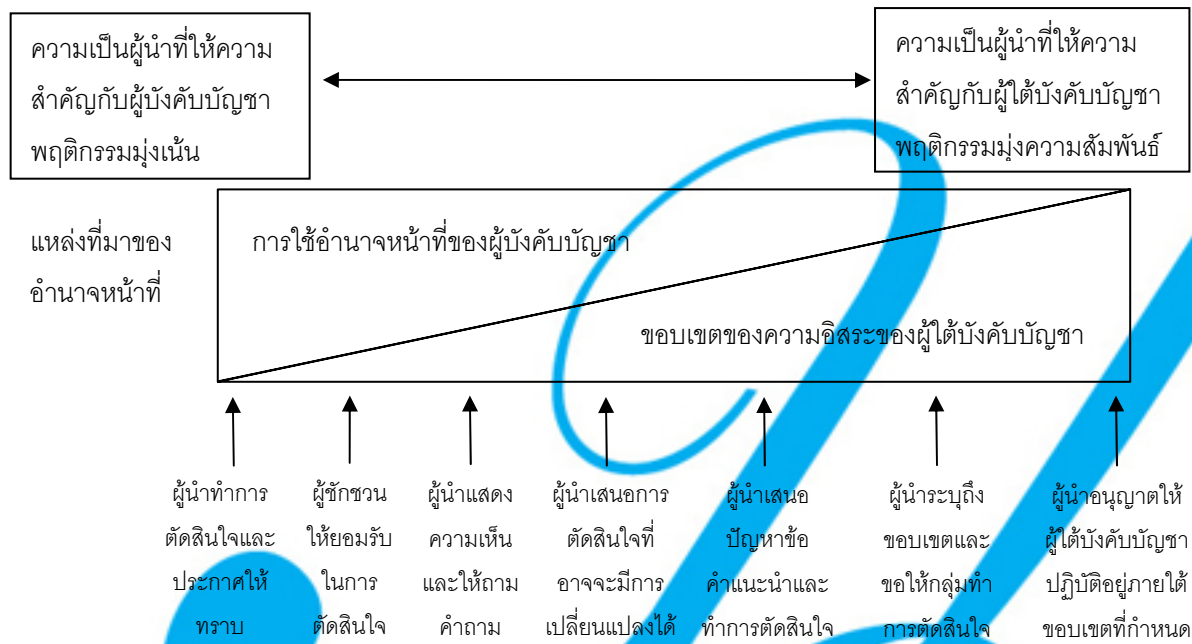 ความเป็นผู้นำที่ให้ความ
สำคัญกับผู้บังคับบัญชา
พฤติกรรมมุ่งเน้น
ความเป็นผู้นำที่ให้ความ
สำคัญกับผู้ใต้บังคับบัญชา
พฤติกรรมมุ่งความสัมพันธ์
แหล่งที่มาของ
อำนาจหน้าที่
การใช้อำนาจหน้าที่ของผู้บังคับบัญชา
ขอบเขตของความอิสระของผู้ใต้บังคับบัญชา
ผู้นำทำการ
ตัดสินใจและ
ประกาศให้
ทราบ
ผู้ชักชวน
ให้ยอมรับ
ในการ
ตัดสินใจ
ผู้นำแสดง
ความเห็น
และให้ถาม
คำถาม
ผู้นำเสนอการ
ตัดสินใจที่
อาจจะมีการ
เปลี่ยนแปลงได้
ผู้นำเสนอ
ปัญหาข้อ
คำแนะนำและ
ทำการตัดสินใจ
ผู้นำระบุถึง
ขอบเขตและ
ขอให้กลุ่มทำ
การตัดสินใจ
ผู้นำอนุญาตให้
ผู้ใต้บังคับบัญชา
ปฏิบัติอยู่ภายใต้
ขอบเขตที่กำหนด